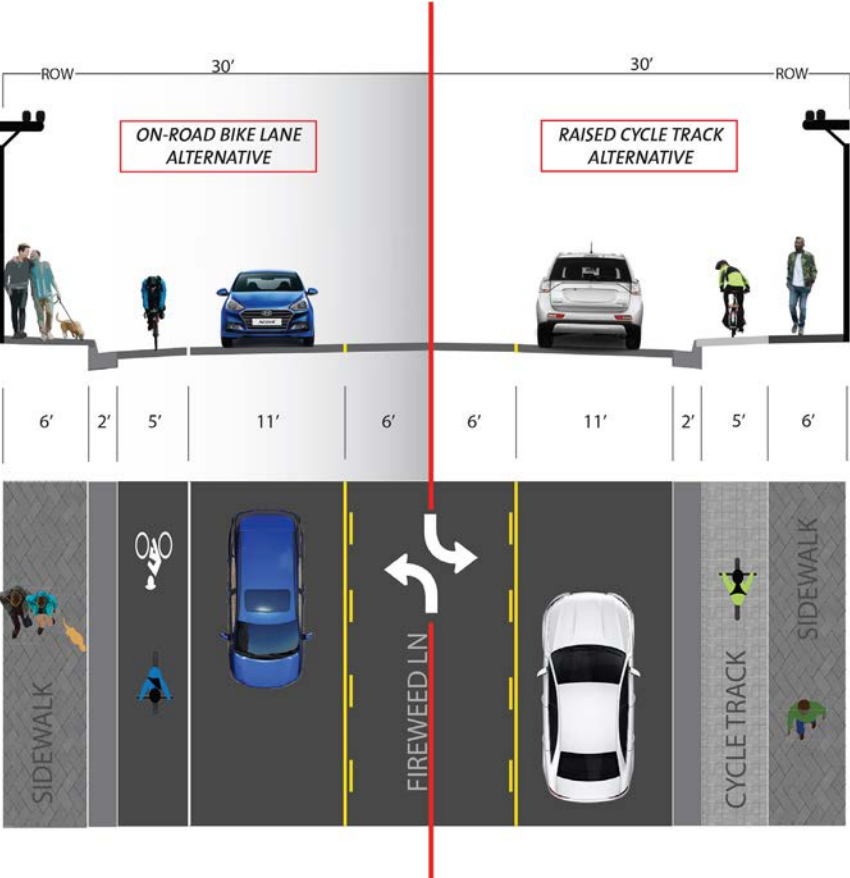 ROW
30'
30'
ROW
ON-ROAD BIKE LANE
ALTERNATIVE
RAISED CYCLE TRACK
ALTERNATIVE
6'
2'
5'
11'
6'
6'
11'
2'
5'
6'
SIDEWALK
FIREWEED LN
CYCLE TRACK
SIDEWALK